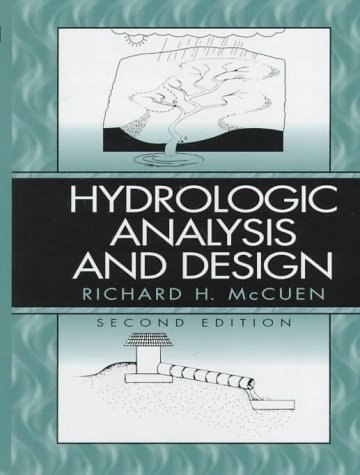 HYDROLOGIC
ANALYSIS
AND DESIGN
RICHARD H. McCUEN
SECOND EDITION